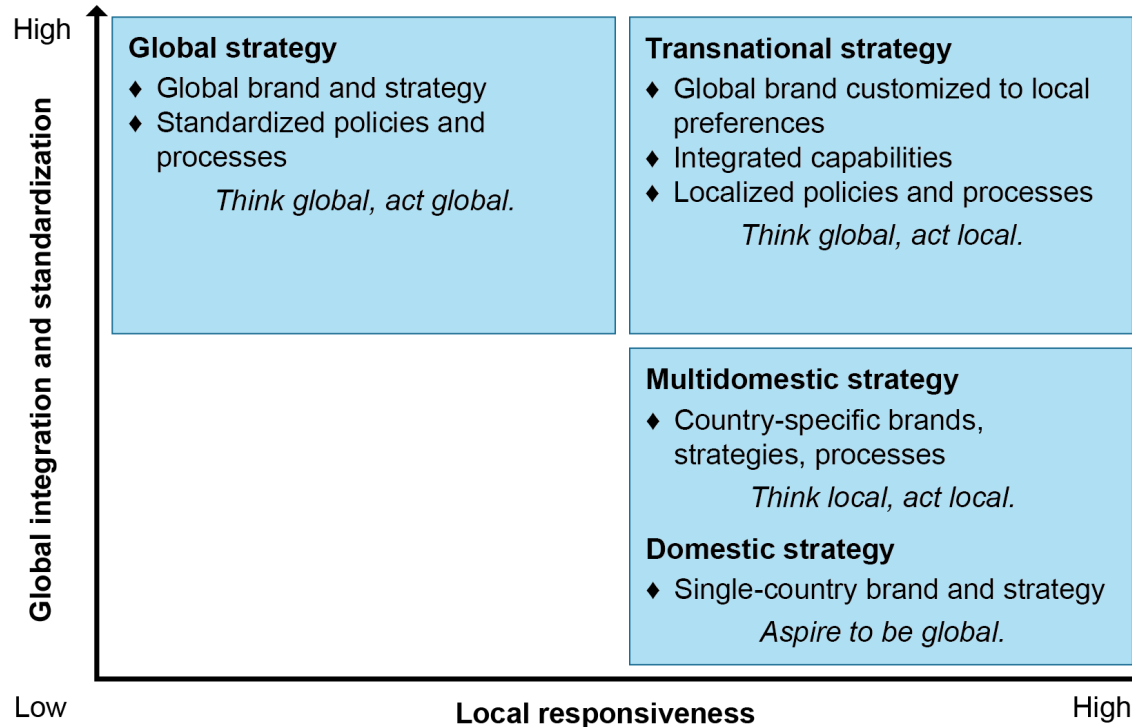 High
Global integration and standardization
Global strategy
♦ Global brand and strategy
♦ Standardized policies and
processes
Think global, act global.
Transnational strategy
♦ Global brand customized to local
preferences
♦ Integrated capabilities
♦ Localized policies and processes
Think global, act local.
Multidomestic strategy
♦ Country-specific brands,
strategies, processes
Think local, act local.
Domestic strategy
♦ Single-country brand and strategy
Aspire to be global.
Low
Local responsiveness
High